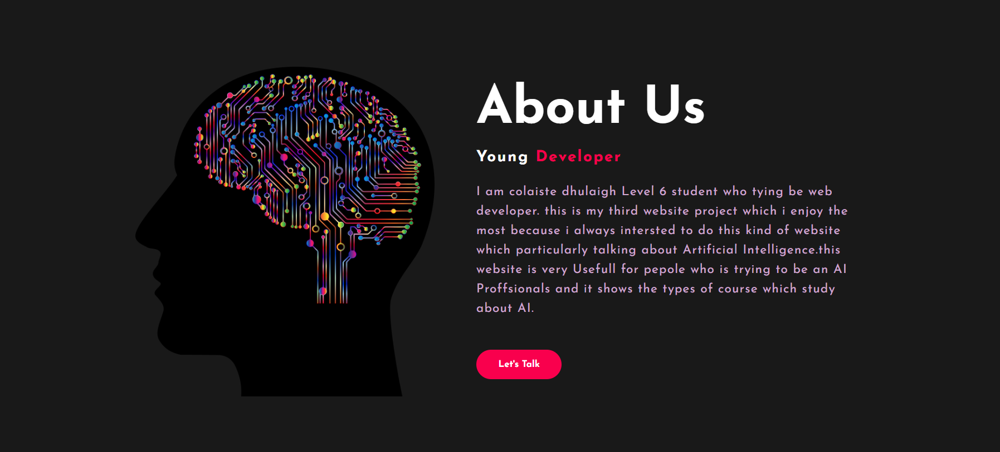 About Us
Young Developer
I am colaiste dhulaigh Level 6 student who tying be web
developer. this is my third website project which i enjoy the
most because i always intersted to do this kind of website
which particularly talking about Artificial Intelligence.this
website is very Usefull for pepole who is trying to be an AI
Proffsionals and it shows the types of course which study
about AI.
Let's Talk